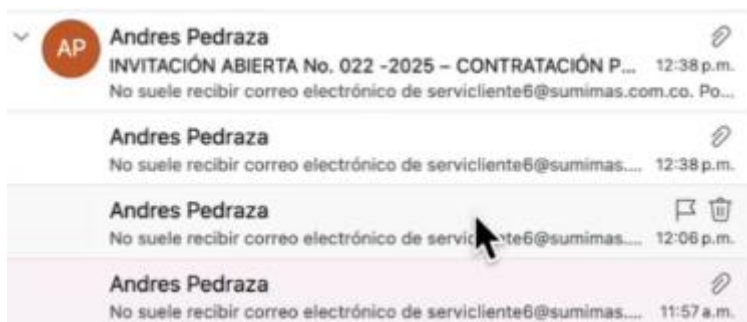 AP
Andres Pedraza
INVITACIÓN ABIERTA No. 022 -2025 – CONTRATACIÓN P... 12:38 p.m.
No suele recibir correo electrónico de servicliente6@sumimas.com.co. Po...
Andres Pedraza
No suele recibir correo electrónico de servicliente6@sumimas.... 12:38 p.m.
Andres Pedraza
No suele recibir correo electrónico de 6@sumimas.... 12:06 p.m.
Andres Pedraza
No suele recibir correo electrónico de servicliente6@sumimas.... 11:57 a.m.